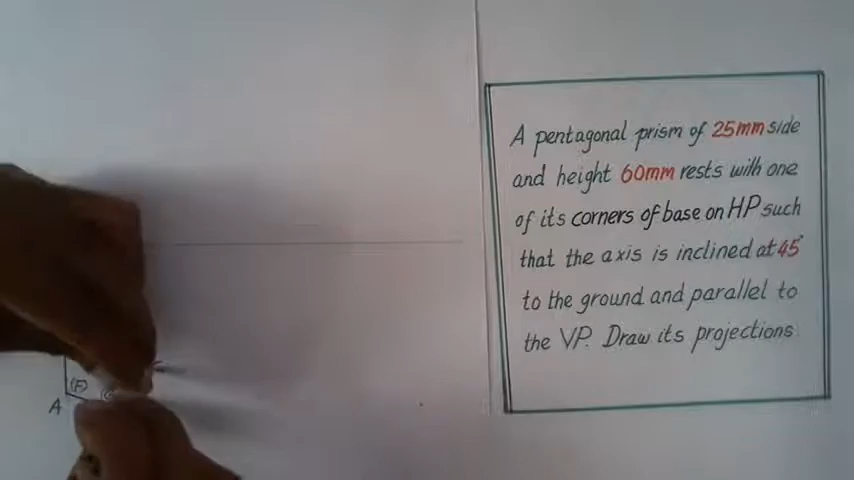 A pentagonal prism of 25mm side
and height 60mm rests with one
of its corners of base on HP such
that the axis is inclined at 45°
to the ground and parallel to
the VP. Draw its projections
(F)
A